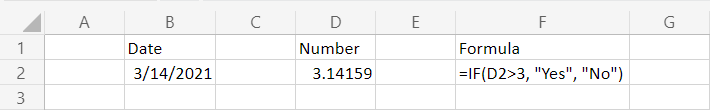 A B C D E F G
1 Date Number Formula
2 3/14/2021 3.14159 =IF(D2>3, "Yes", "No")
3